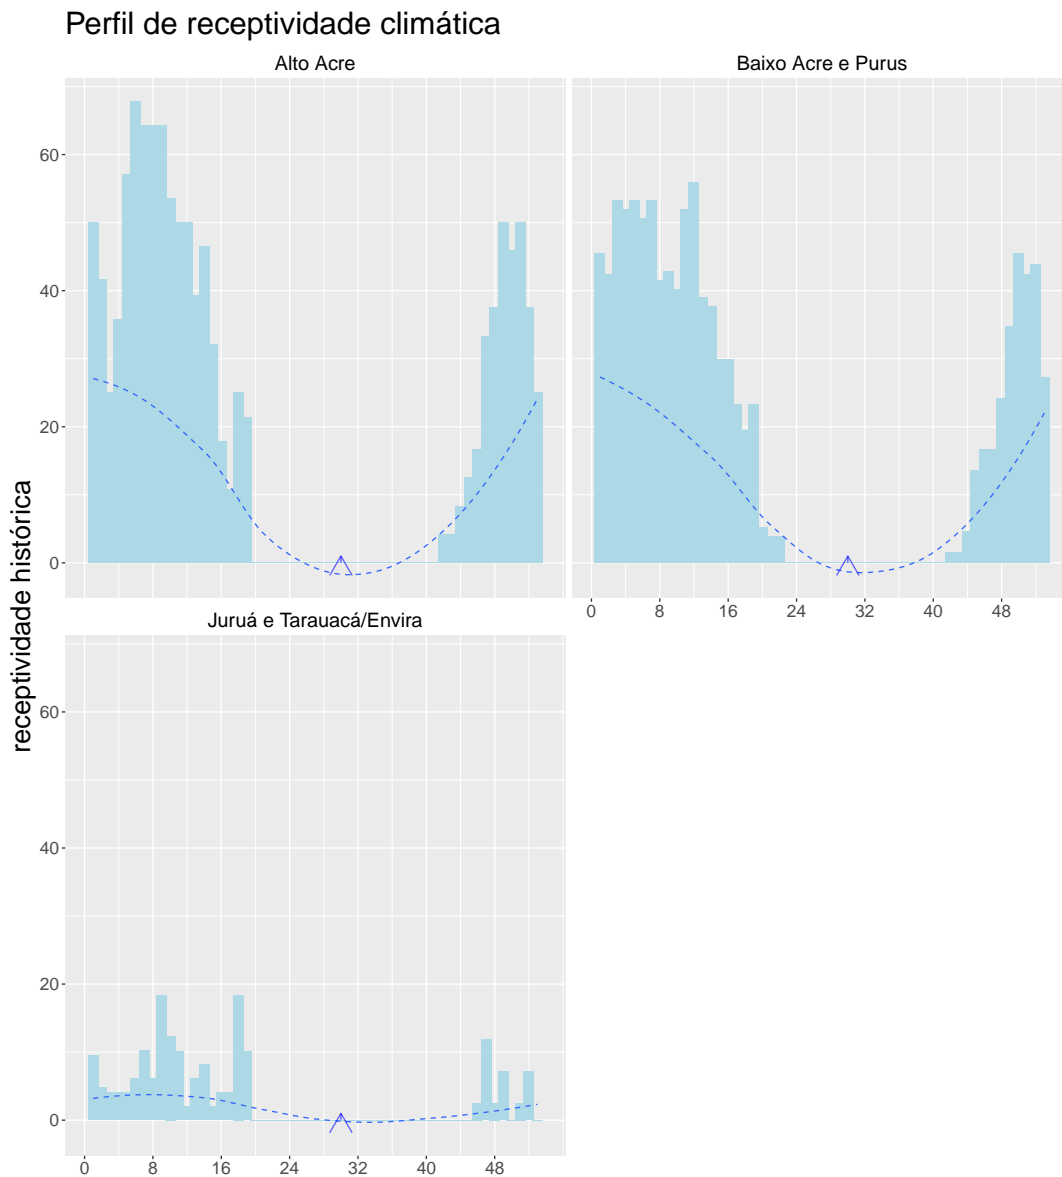 Perfil de receptividade climática
Alto Acre
Baixo Acre e Purus
60
40
20
0
0 8 16 24 32 40 48
receptividade histórica
Juruá e Tarauacá/Envira
60
40
20
0
0 8 16 24 32 40 48